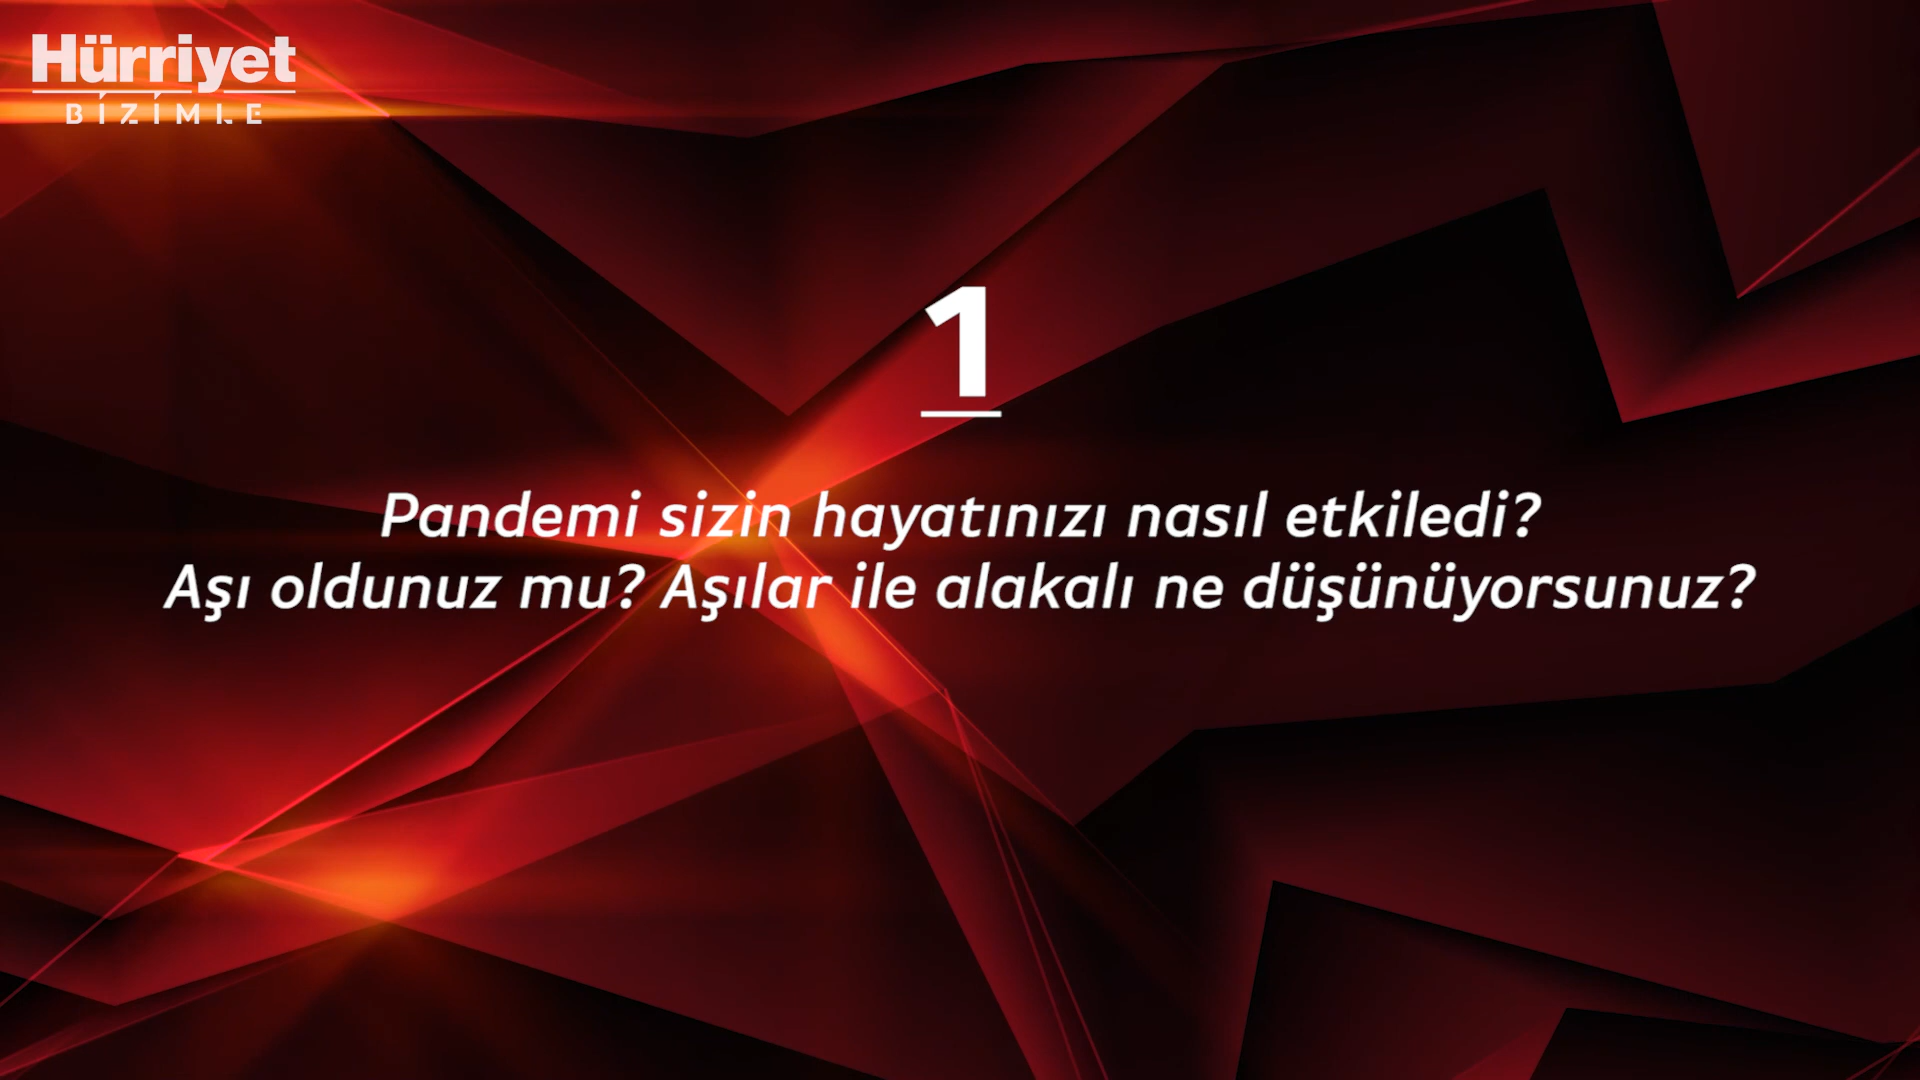 Hürriyet
BİZİMLE
1
Pandemi sizin hayatınızı nasıl etkiledi?
Aşı oldunuz mu? Aşılar ile alakalı ne düşünüyorsunuz?